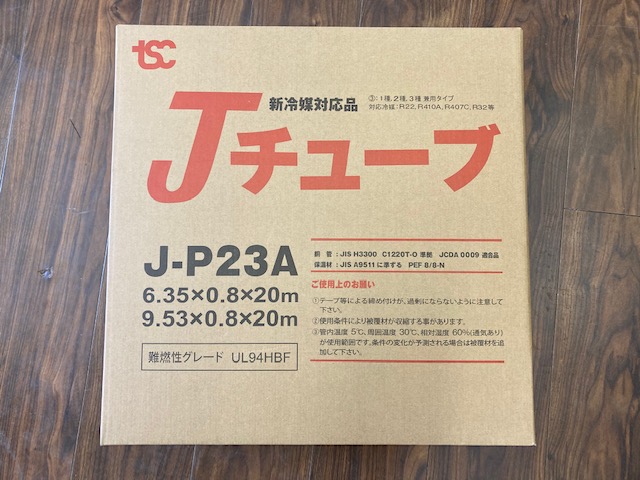 tsc
新冷媒対応品
③:1種,2種,3種 兼用タイプ
対応冷媒:R22,R410A,R407C,R32等
Jチューブ
J-P23A
6.35×0.8×20m
9.53×0.8×20m
難燃性グレード UL94HBF
銅 管 :JIS H3300 C1220T-O 準拠 JCDA 0009 適合品
保温材:JIS A9511に準ずる PEF 8/8-N
ご使用上のお願い
①テープ等による締め付けが、過剰にならないように注意して
下さい。
②使用条件により被覆材が収縮する事があります。
③管内温度 5℃、周囲温度 30℃、相対湿度 60%(通気あり)
が使用範囲です。条件の変化が予測される場合は被覆材を追
加して下さい。